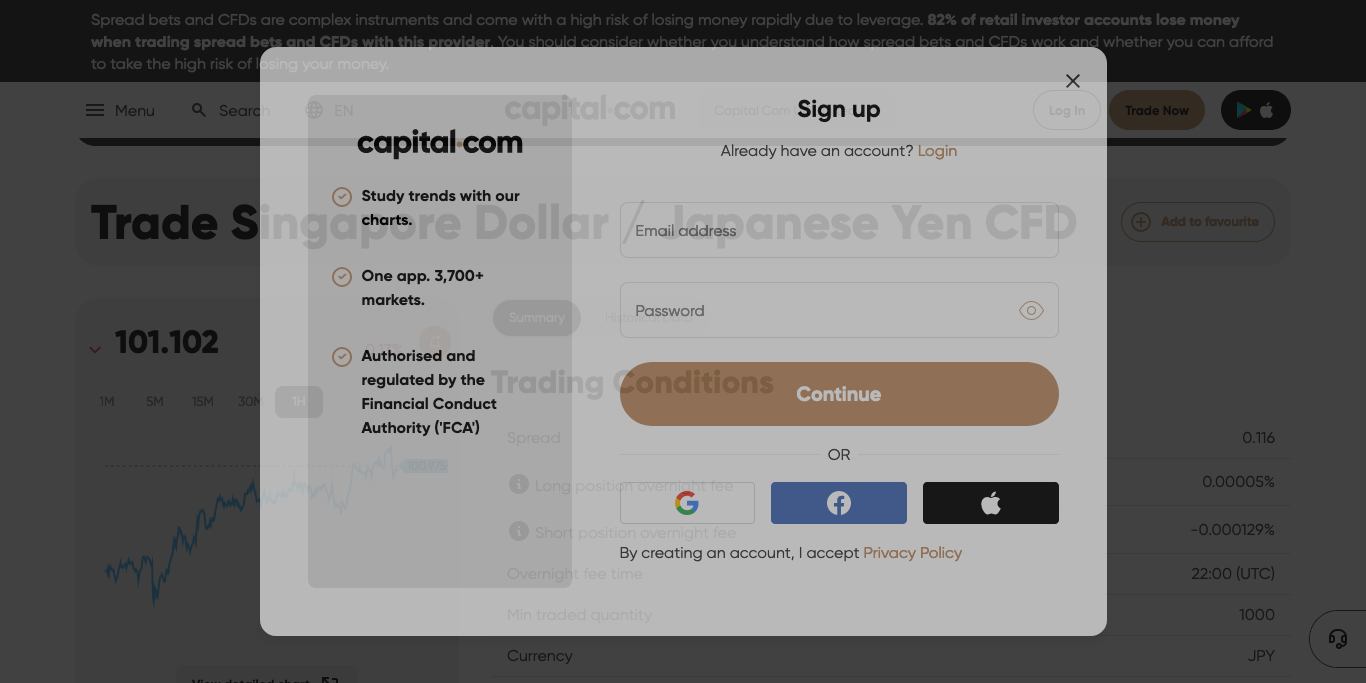 Spread bets and CFDs are complex instruments and come with a high risk of losing money rapidly due to leverage. 82% of retail investor accounts lose money
when trading spread bets and CFDs with this provider. You should consider whether you understand how spread bets and CFDs work and whether you can afford
to take the high risk of losing your money.
Menu
Search
EN
capital.com
Capital Com
Log In
Trade Now
Trade Singapore Dollar / Japanese Yen CFD
Add to favourite
101.102
1M
5M
15M
30M
1H
100.975
View detailed chart
Summary
Trading Conditions
Spread
0.116
Long position overnight fee
0.00005%
Short position overnight fee
-0.000129%
Overnight fee time
22:00 (UTC)
Min traded quantity
1000
Currency
JPY
capital.com
Study trends with our
charts.
One app. 3,700+
markets.
Authorised and
regulated by the
Financial Conduct
Authority ('FCA')
Sign up
Already have an account? Login
Email address
Password
Continue
OR
By creating an account, I accept Privacy Policy